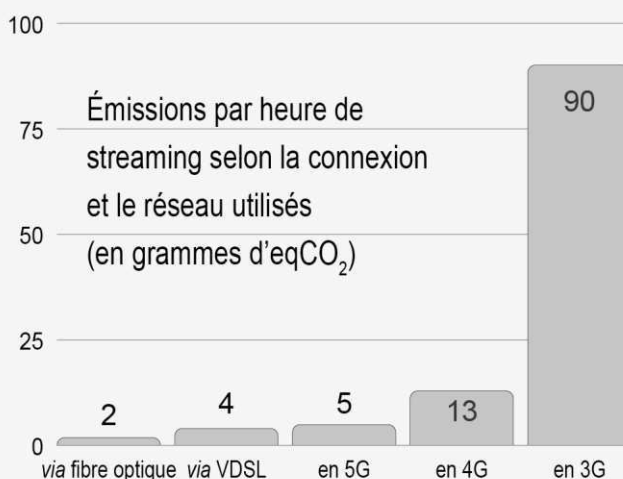 100
Émissions par heure de
streaming selon la connexion
et le réseau utilisés
(en grammes d’eqCO₂)
90
75
50
25
2
4
5
13
0
via fibre optique via VDSL en 5G en 4G en 3G